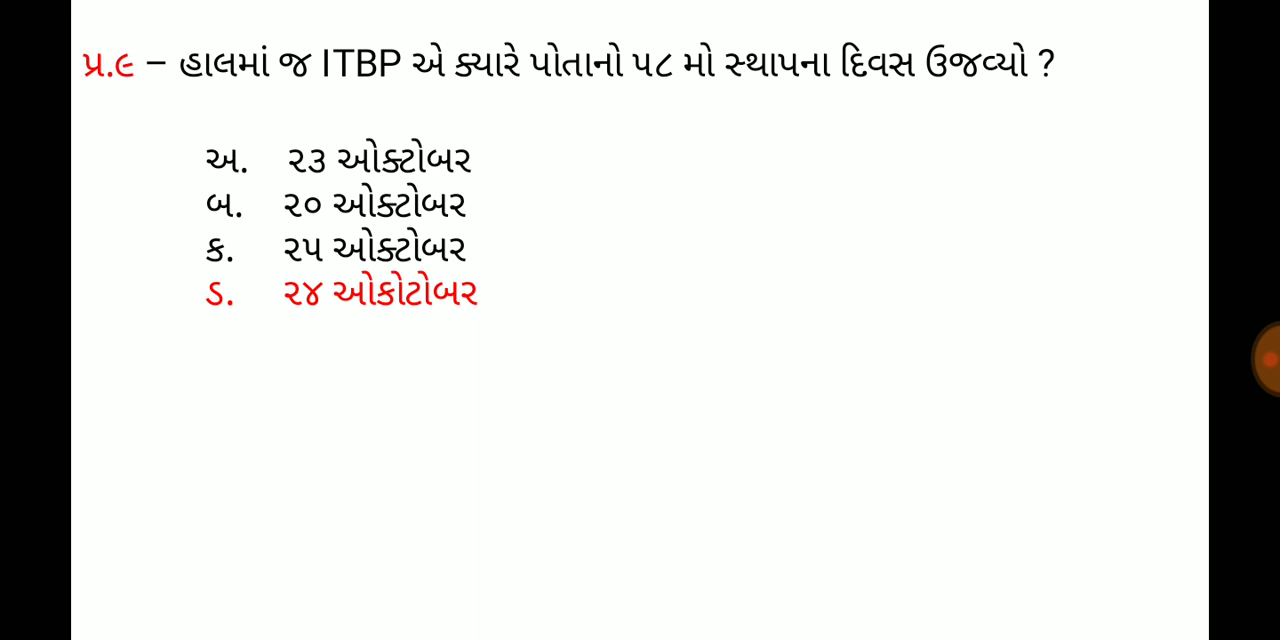 પ્ર.૯ – હાલમાં જ ITBP એ ક્યારે પોતાનો ૫૮ મો સ્થાપના દિવસ ઉજવ્યો ?
અ. ૨૩ ઓક્ટોબર
બ. ૨૦ ઓક્ટોબર
ક. ૨૫ ઓક્ટોબર
ડ. ૨૪ ઓકોટોબર